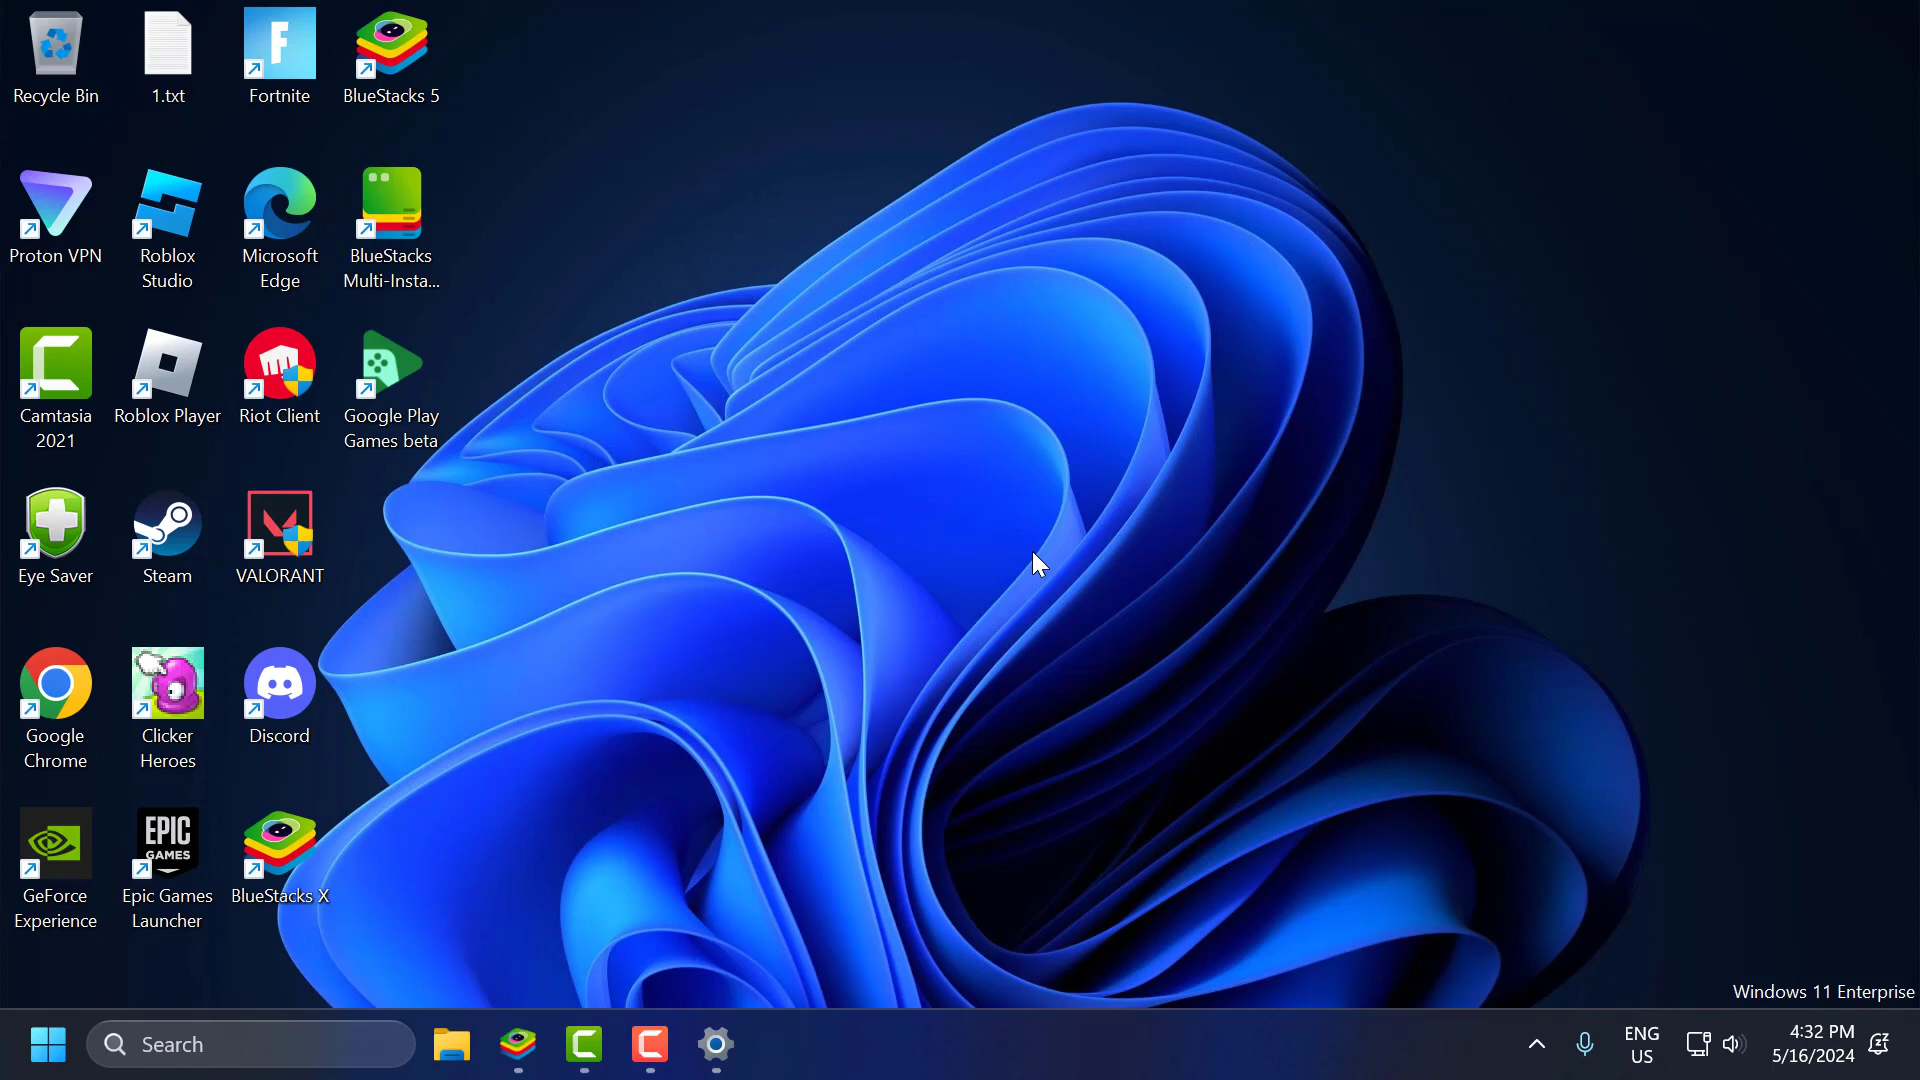 Recycle Bin
1.txt
F
Fortnite
BlueStacks 5
Proton VPN
Roblox
Studio
Microsoft
Edge
BlueStacks
Multi-Insta...
Camtasia
2021
Roblox Player
Riot Client
Google Play
Games beta
Eye Saver
Steam
VALORANT
Google
Chrome
Clicker
Heroes
Discord
GeForce
Experience
EPIC
GAMES
Epic Games
Launcher
BlueStacks X
Windows 11 Enterprise
Search
ENG
US
4:32 PM
5/16/2024